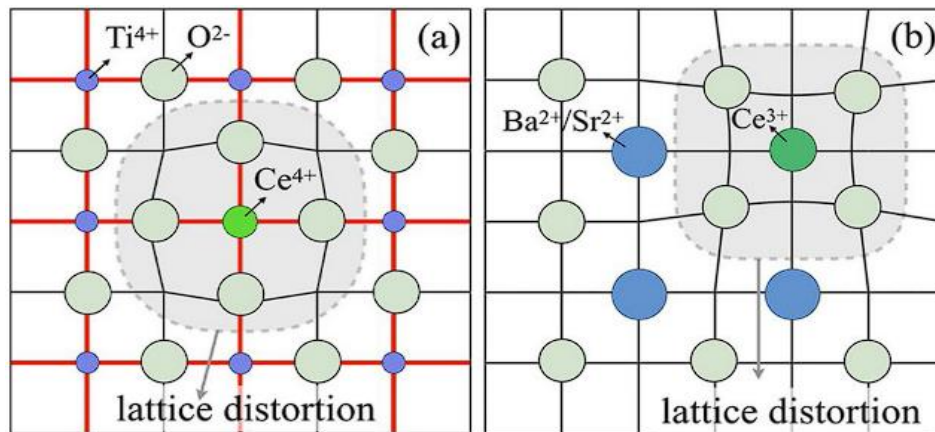 Ti⁴⁺ O²⁻ (a)
Ce⁴⁺
lattice distortion
(b)
Ba²⁺/Sr²⁺ Ce³⁺
lattice distortion